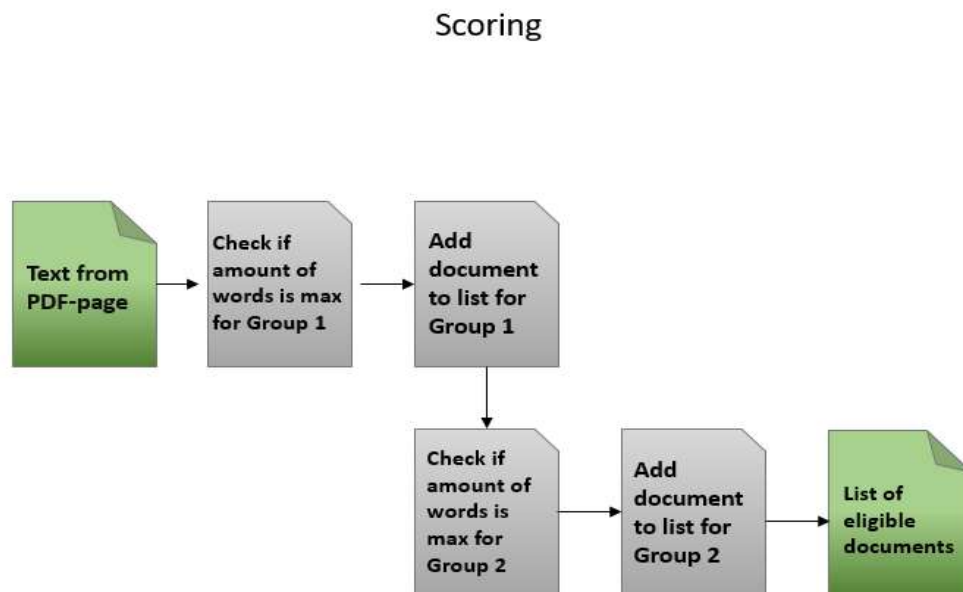 Scoring
Text from
PDF-page
Check if
amount of
words is max
for Group 1
Add
document
to list for
Group 1
Check if
amount of
words is
max for
Group 2
Add
document
to list for
Group 2
List of
eligible
documents